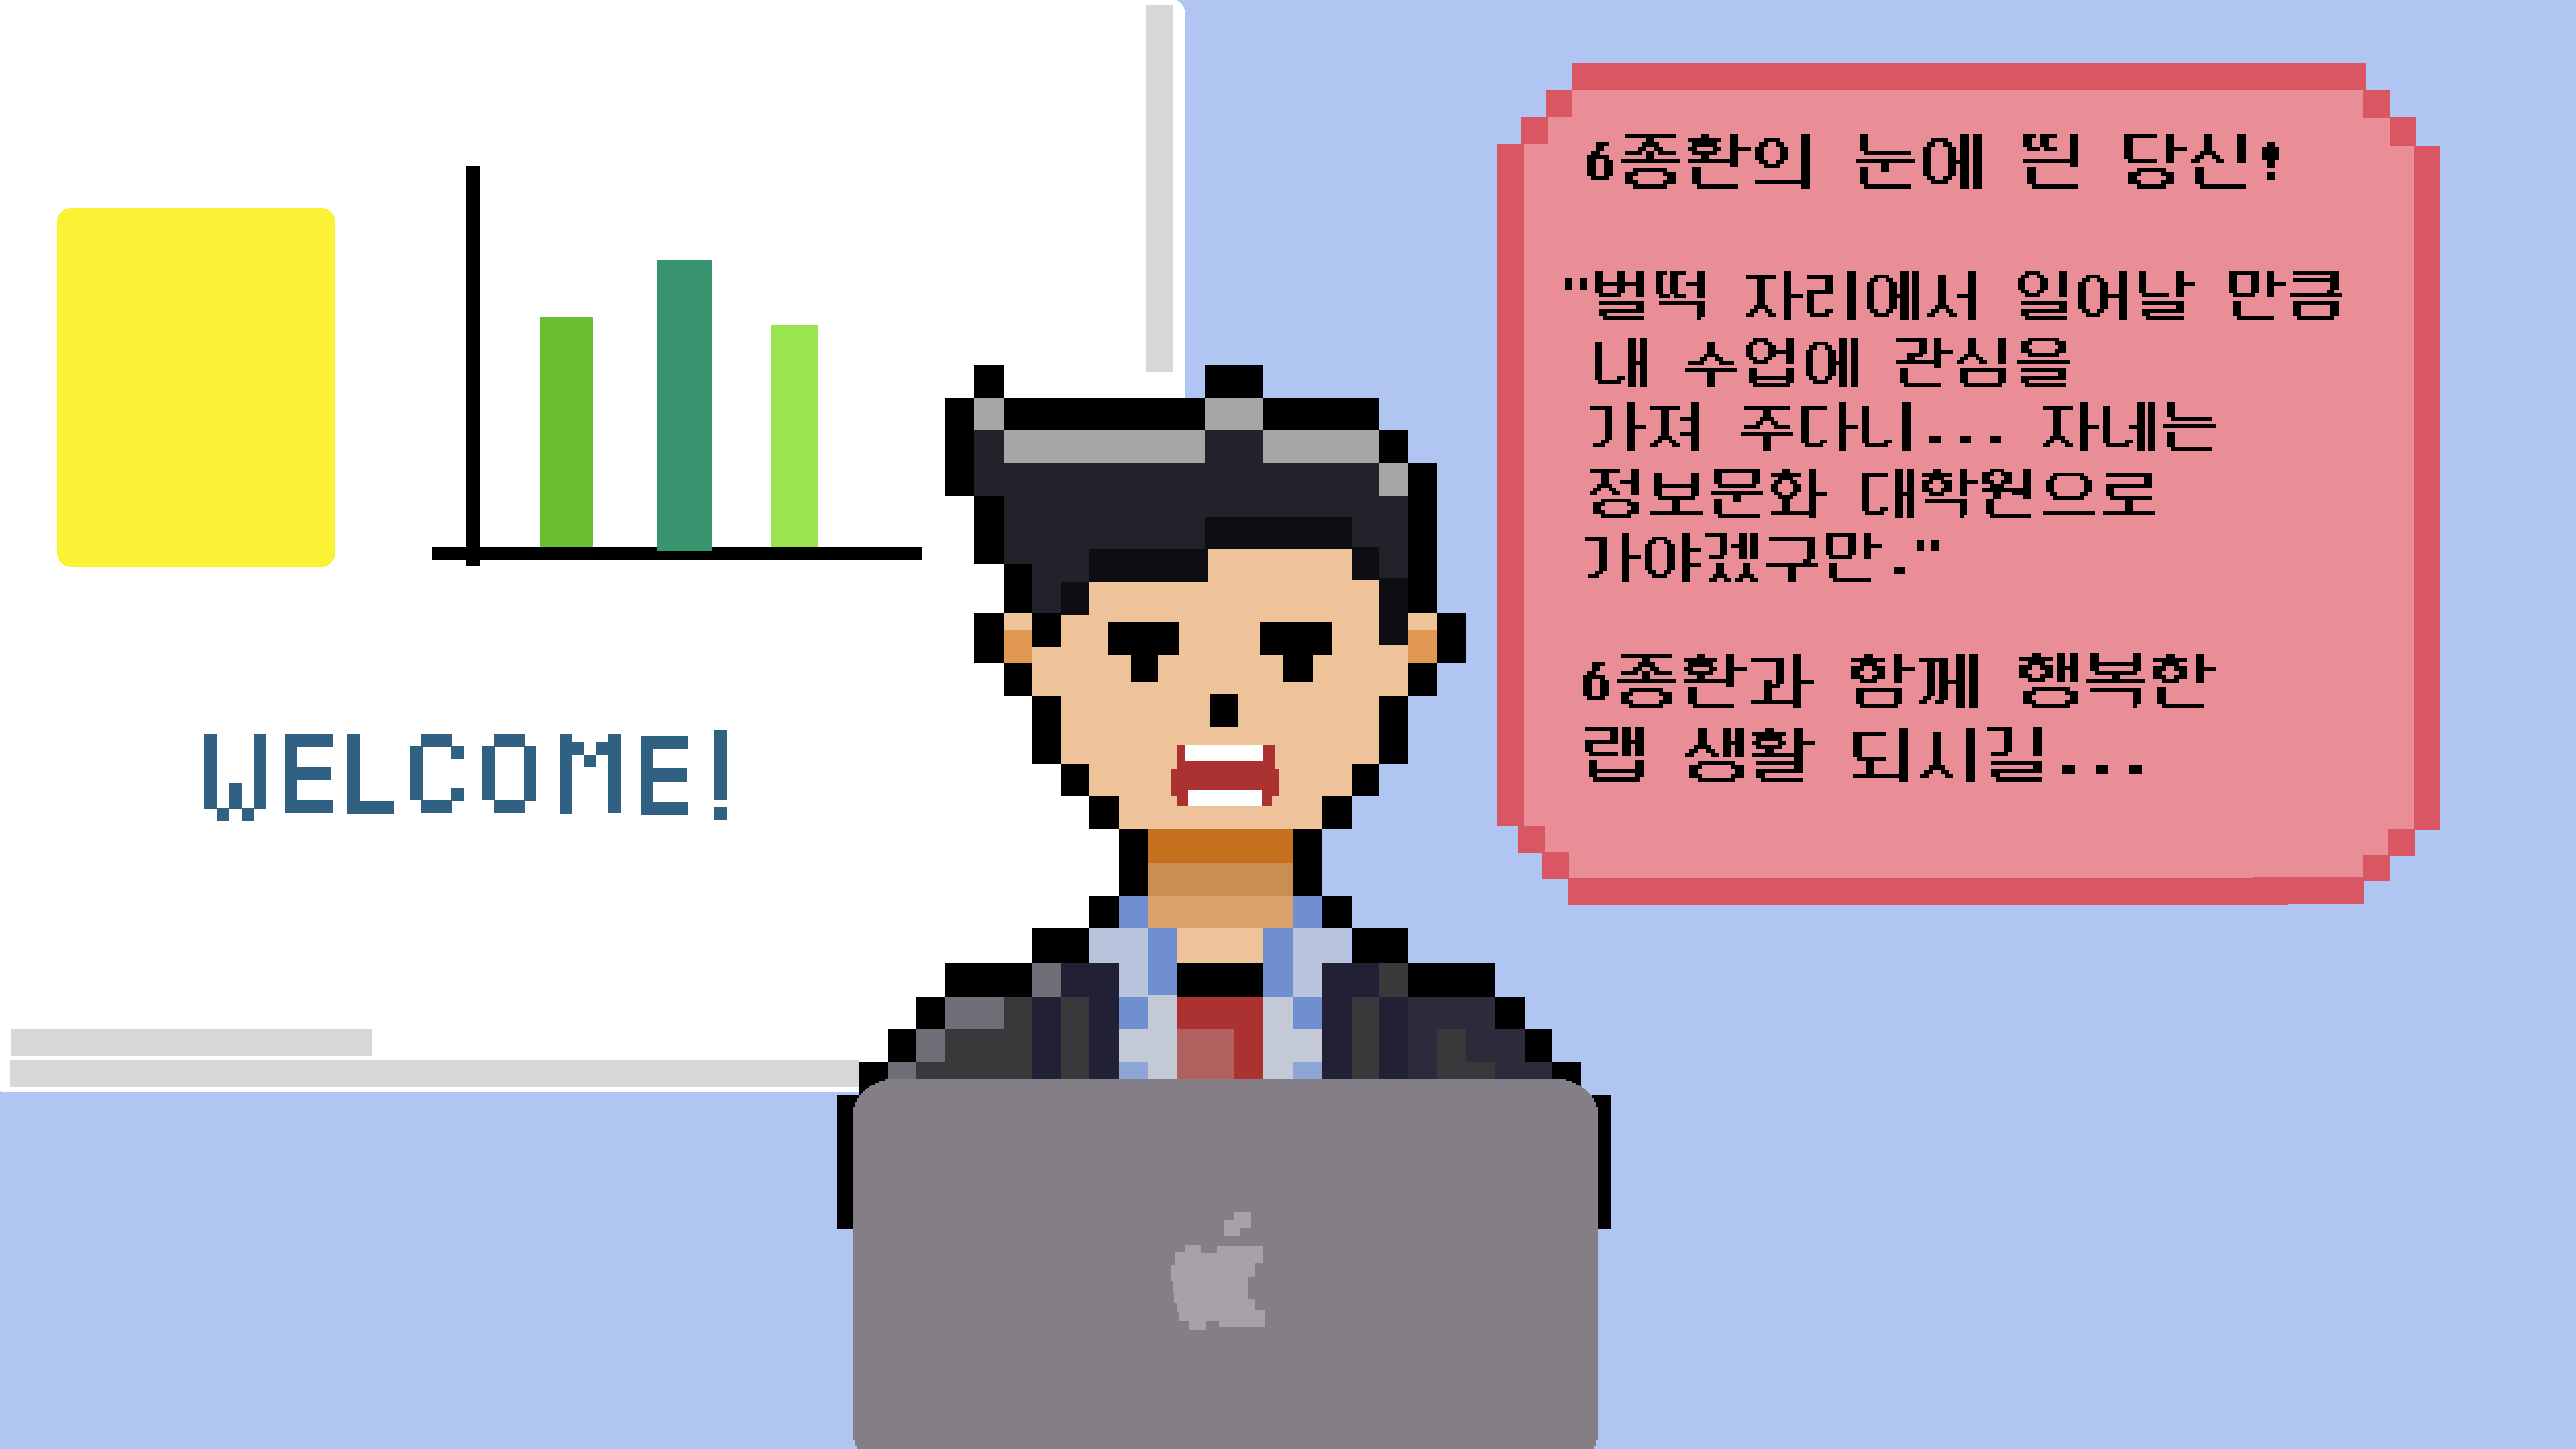 WELCOME!
6종환의 눈에 띈 당신!
"벌떡 자리에서 일어날 만큼
내 수업에 관심을
가져 주다니... 자네는
정보문화 대학원으로
가야겠구만."
6종환과 함께 행복한
랩 생활 되시길...